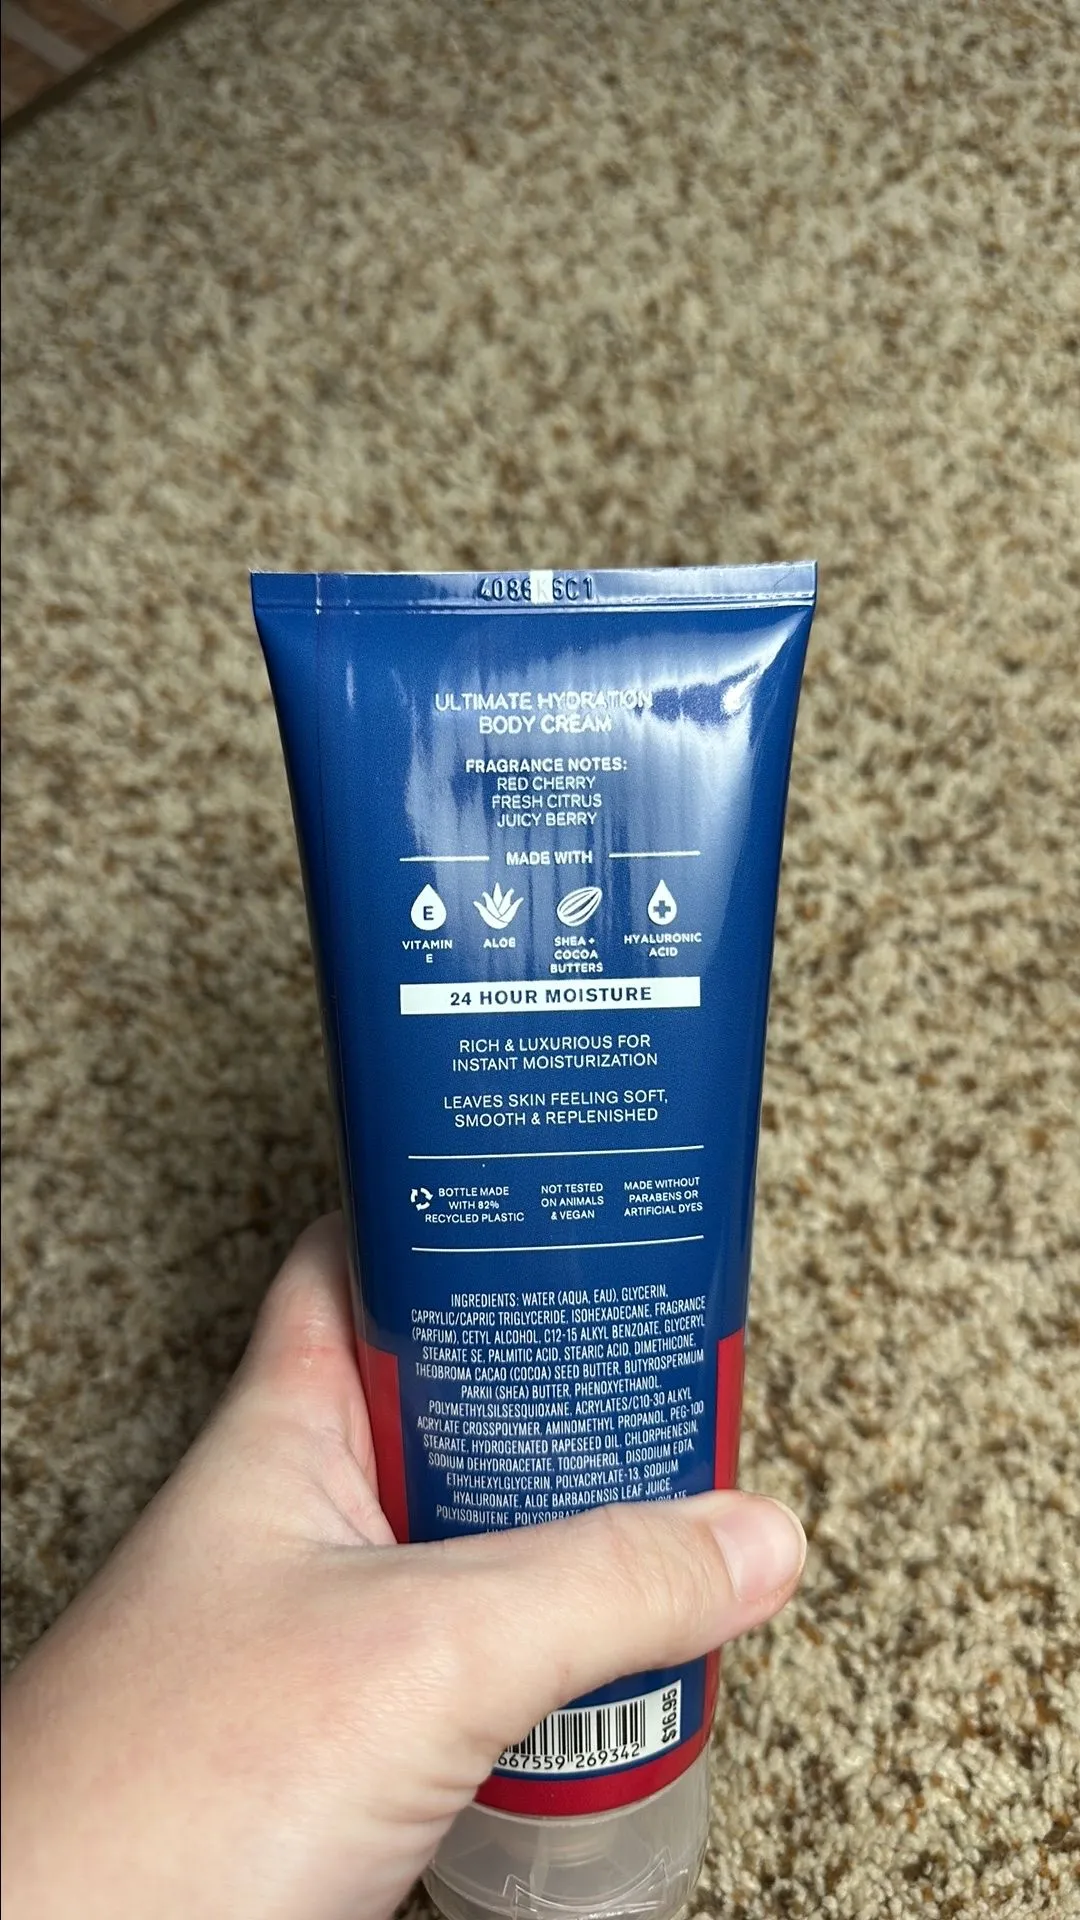 4086K6C1
ULTIMATE HYDRATION
BODY CREAM
FRAGRANCE NOTES:
RED CHERRY
FRESH CITRUS
JUICY BERRY
MADE WITH
E
VITAMIN
E
ALOE
SHEA +
COCOA
BUTTERS
HYALURONIC
ACID
24 HOUR MOISTURE
RICH & LUXURIOUS FOR
INSTANT MOISTURIZATION
LEAVES SKIN FEELING SOFT,
SMOOTH & REPLENISHED
BOTTLE MADE
WITH 82%
RECYCLED PLASTIC
NOT TESTED
ON ANIMALS
& VEGAN
MADE WITHOUT
PARABENS OR
ARTIFICIAL DYES
INGREDIENTS: WATER (AQUA, EAU), GLYCERIN,
CAPRYLIC/CAPRIC TRIGLYCERIDE, ISOHEXADECANE, FRAGRANCE
(PARFUM), CETYL ALCOHOL, C12-15 ALKYL BENZOATE, GLYCERYL
STEARATE SE, PALMITIC ACID, STEARIC ACID, DIMETHICONE,
THEOBROMA CACAO (COCOA) SEED BUTTER, BUTYROSPERMUM
PARKII (SHEA) BUTTER, PHENOXYETHANOL,
POLYMETHYLSILSESQUIOXANE, ACRYLATES/C10-30 ALKYL
ACRYLATE CROSSPOLYMER, AMINOMETHYL PROPANOL, PEG-100
STEARATE, HYDROGENATED RAPESEED OIL, CHLORPHENESIN,
SODIUM DEHYDROACETATE, TOCOPHEROL, DISODIUM EDTA,
ETHYLHEXYLGLYCERIN, POLYACRYLATE-13, SODIUM
HYALURONATE, ALOE BARBADENSIS LEAF JUICE,
POLYISOBUTENE,
667559 269342
$16.95